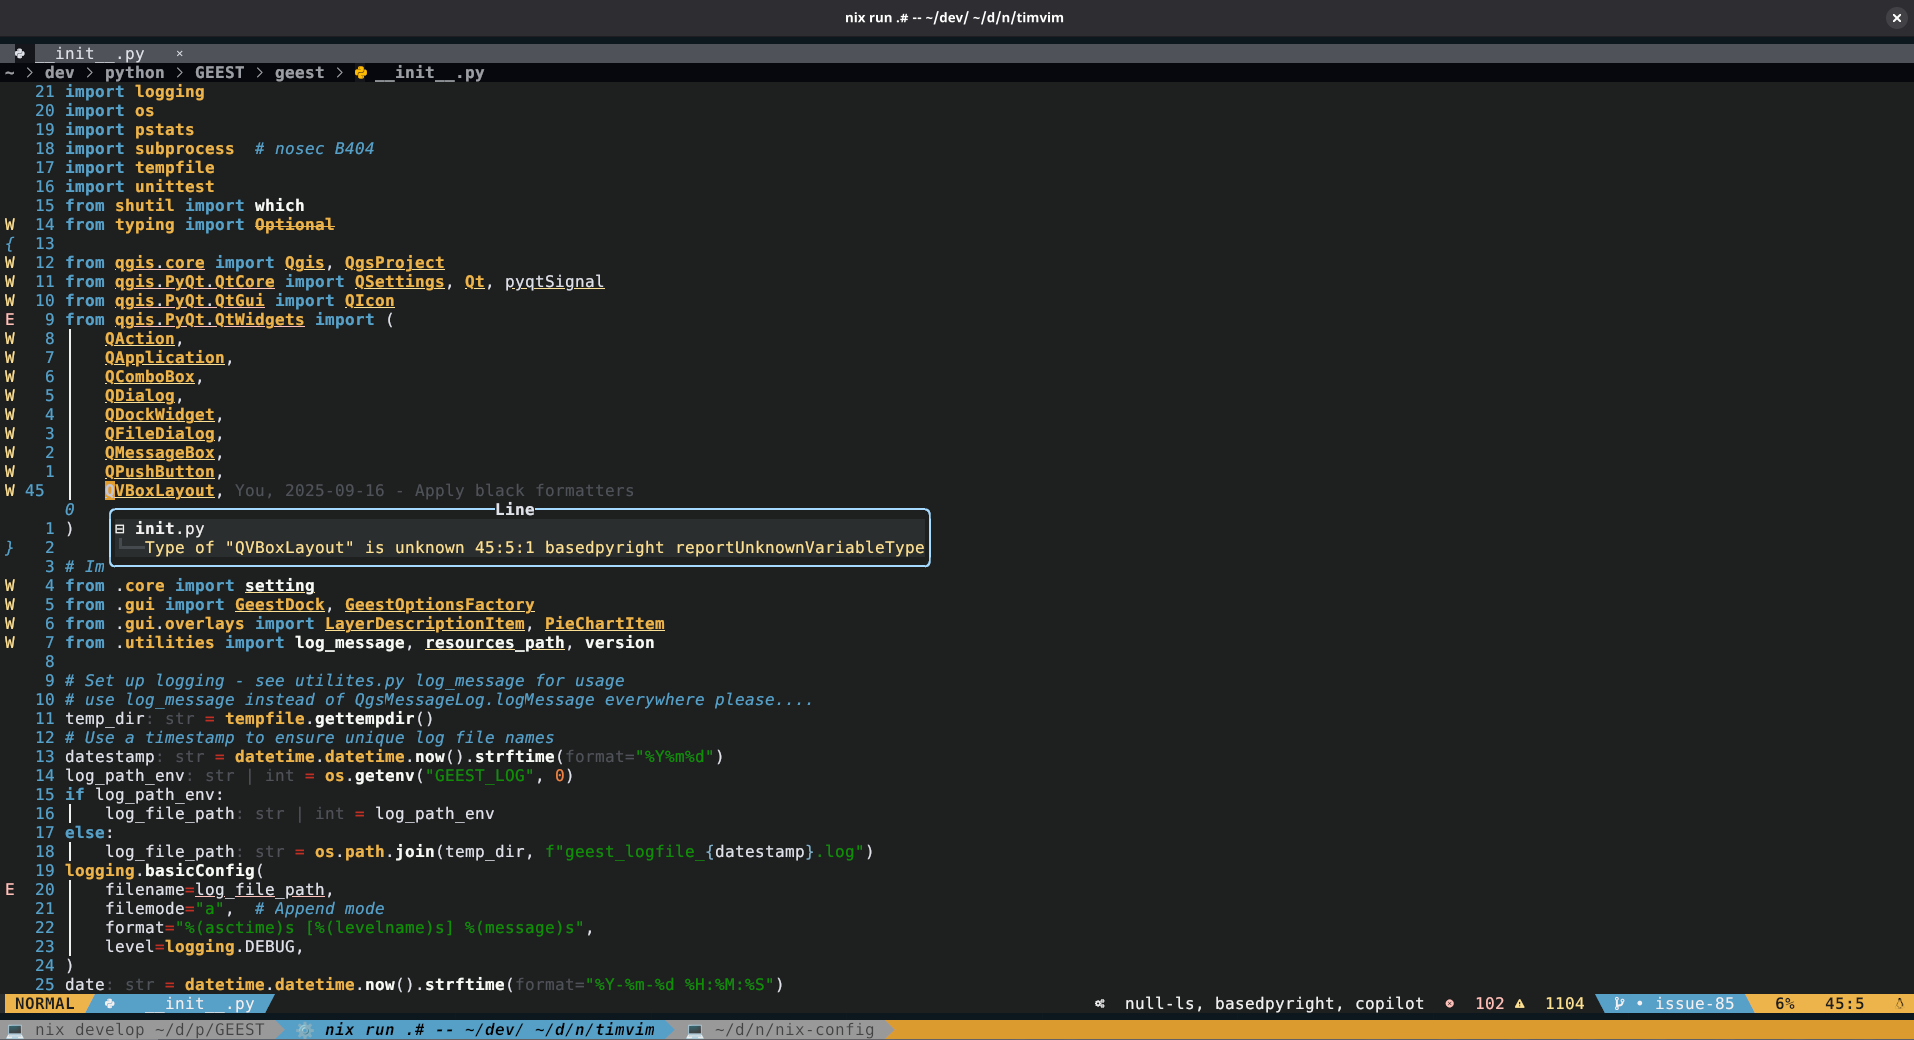 nix run .# -- ~/dev/ ~/d/n/timvim
__init__.py ×
~ > dev > python > GEEST > geest > __init__.py
21 import logging
20 import os
19 import pstats
18 import subprocess  # nosec B404
17 import tempfile
16 import unittest
15 from shutil import which
W 14 from typing import Optional
{ 13
W 12 from qgis.core import Qgis, QgsProject
W 11 from qgis.PyQt.QtCore import QSettings, Qt, pyqtSignal
W 10 from qgis.PyQt.QtGui import QIcon
E 9 from qgis.PyQt.QtWidgets import (
W 8 QAction,
W 7 QApplication,
W 6 QComboBox,
W 5 QDialog,
W 4 QDockWidget,
W 3 QFileDialog,
W 2 QMessageBox,
W 1 QPushButton,
W 45 QVBoxLayout, You, 2025-09-16 - Apply black formatters
0 Line
1 ) init.py
} 2 Type of "QVBoxLayout" is unknown 45:5:1 basedpyright reportUnknownVariableType
3 # Im
W 4 from .core import setting
W 5 from .gui import GeestDock, GeestOptionsFactory
W 6 from .gui.overlays import LayerDescriptionItem, PieChartItem
W 7 from .utilities import log_message, resources_path, version
8
9 # Set up logging - see utilites.py log_message for usage
10 # use log_message instead of QgsMessageLog.logMessage everywhere please....
11 temp_dir: str = tempfile.gettempdir()
12 # Use a timestamp to ensure unique log file names
13 datestamp: str = datetime.datetime.now().strftime(format="%Y%m%d")
14 log_path_env: str | int = os.getenv("GEEST_LOG", 0)
15 if log_path_env:
16 log_file_path: str | int = log_path_env
17 else:
18 log_file_path: str = os.path.join(temp_dir, f"geest_logfile_{datestamp}.log")
19 logging.basicConfig(
E 20 filename=log_file_path,
21 filemode="a",  # Append mode
22 format="%(asctime)s [%(levelname)s] %(message)s",
23 level=logging.DEBUG,
24 )
25 date: str = datetime.datetime.now().strftime(format="%Y-%m-%d %H:%M:%S")
NORMAL __init__.py null-ls, basedpyright, copilot 102 1104 • issue-85 6% 45:5
nix develop ~/d/p/GEEST nix run .# -- ~/dev/ ~/d/n/timvim ~/d/n/nix-config